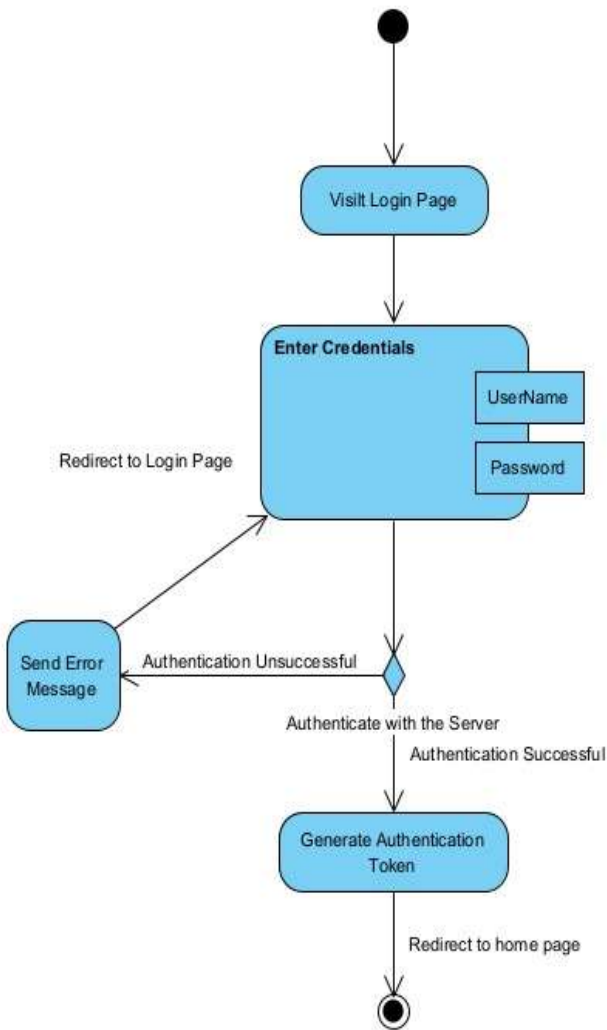 Visilt Login Page
Enter Credentials
UserName
Redirect to Login Page
Password
Send Error
Message
Authentication Unsuccessful
Authenticate with the Server
Authentication Successful
Generate Authentication
Token
Redirect to home page